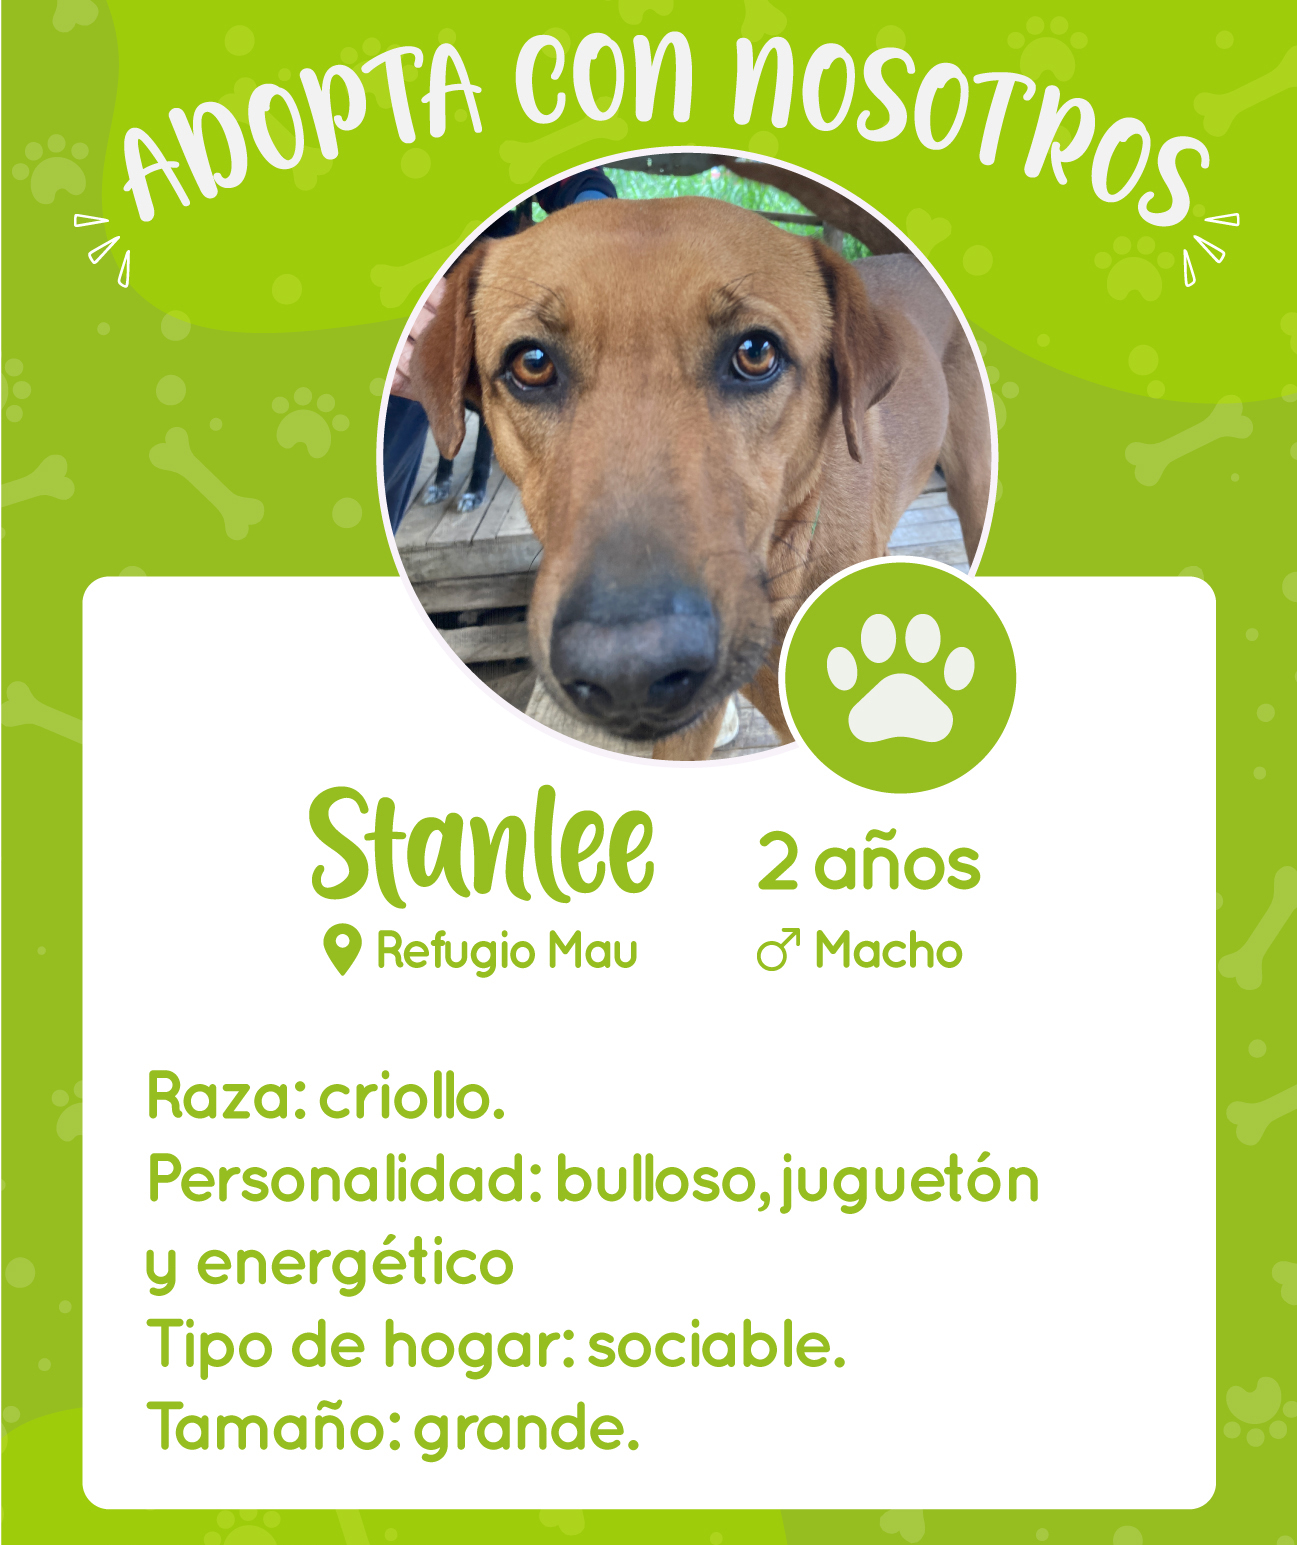 ADOPTA CON NOSOTROS
Stanlee
2 años
Refugio Mau
Macho
Raza: criollo.
Personalidad: bulloso, juguetón
y energético
Tipo de hogar: sociable.
Tamaño: grande.